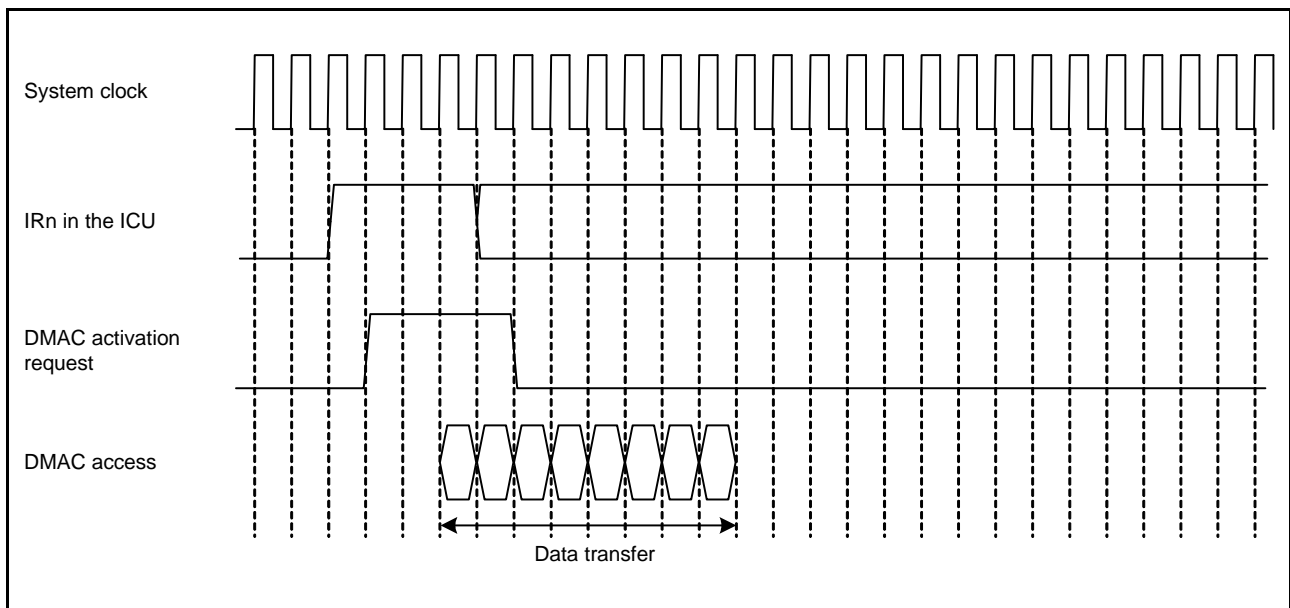 System clock
IRn in the ICU
DMAC activation
request
DMAC access
Data transfer